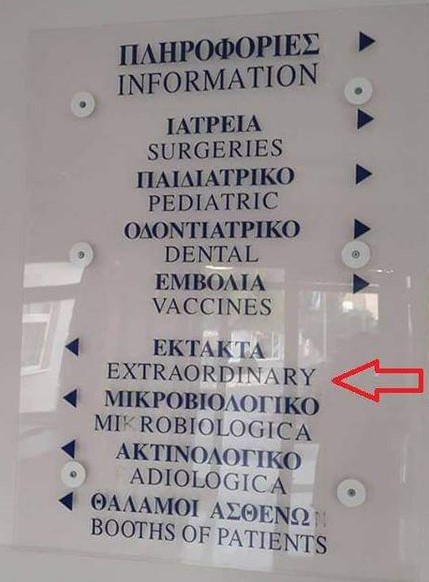 ΠΛΗΡΟΦΟΡΙΕΣ
INFORMATION
ΙΑΤΡΕΙΑ
SURGERIES
ΠΑΙΔΙΑΤΡΙΚΟ
PEDIATRIC
ΟΔΟΝΤΙΑΤΡΙΚΟ
DENTAL
ΕΜΒΟΛΙΑ
VACCINES
ΕΚΤΑΚΤΑ
EXTRAORDINARY
ΜΙΚΡΟΒΙΟΛΟΓΙΚΟ
MIKROBIOLOGICA
ΑΚΤΙΝΟΛΟΓΙΚΟ
ADIOLOGICA
ΘΑΛΑΜΟΙ ΑΣΘΕΝΩΝ
BOOTHS OF PATIENTS